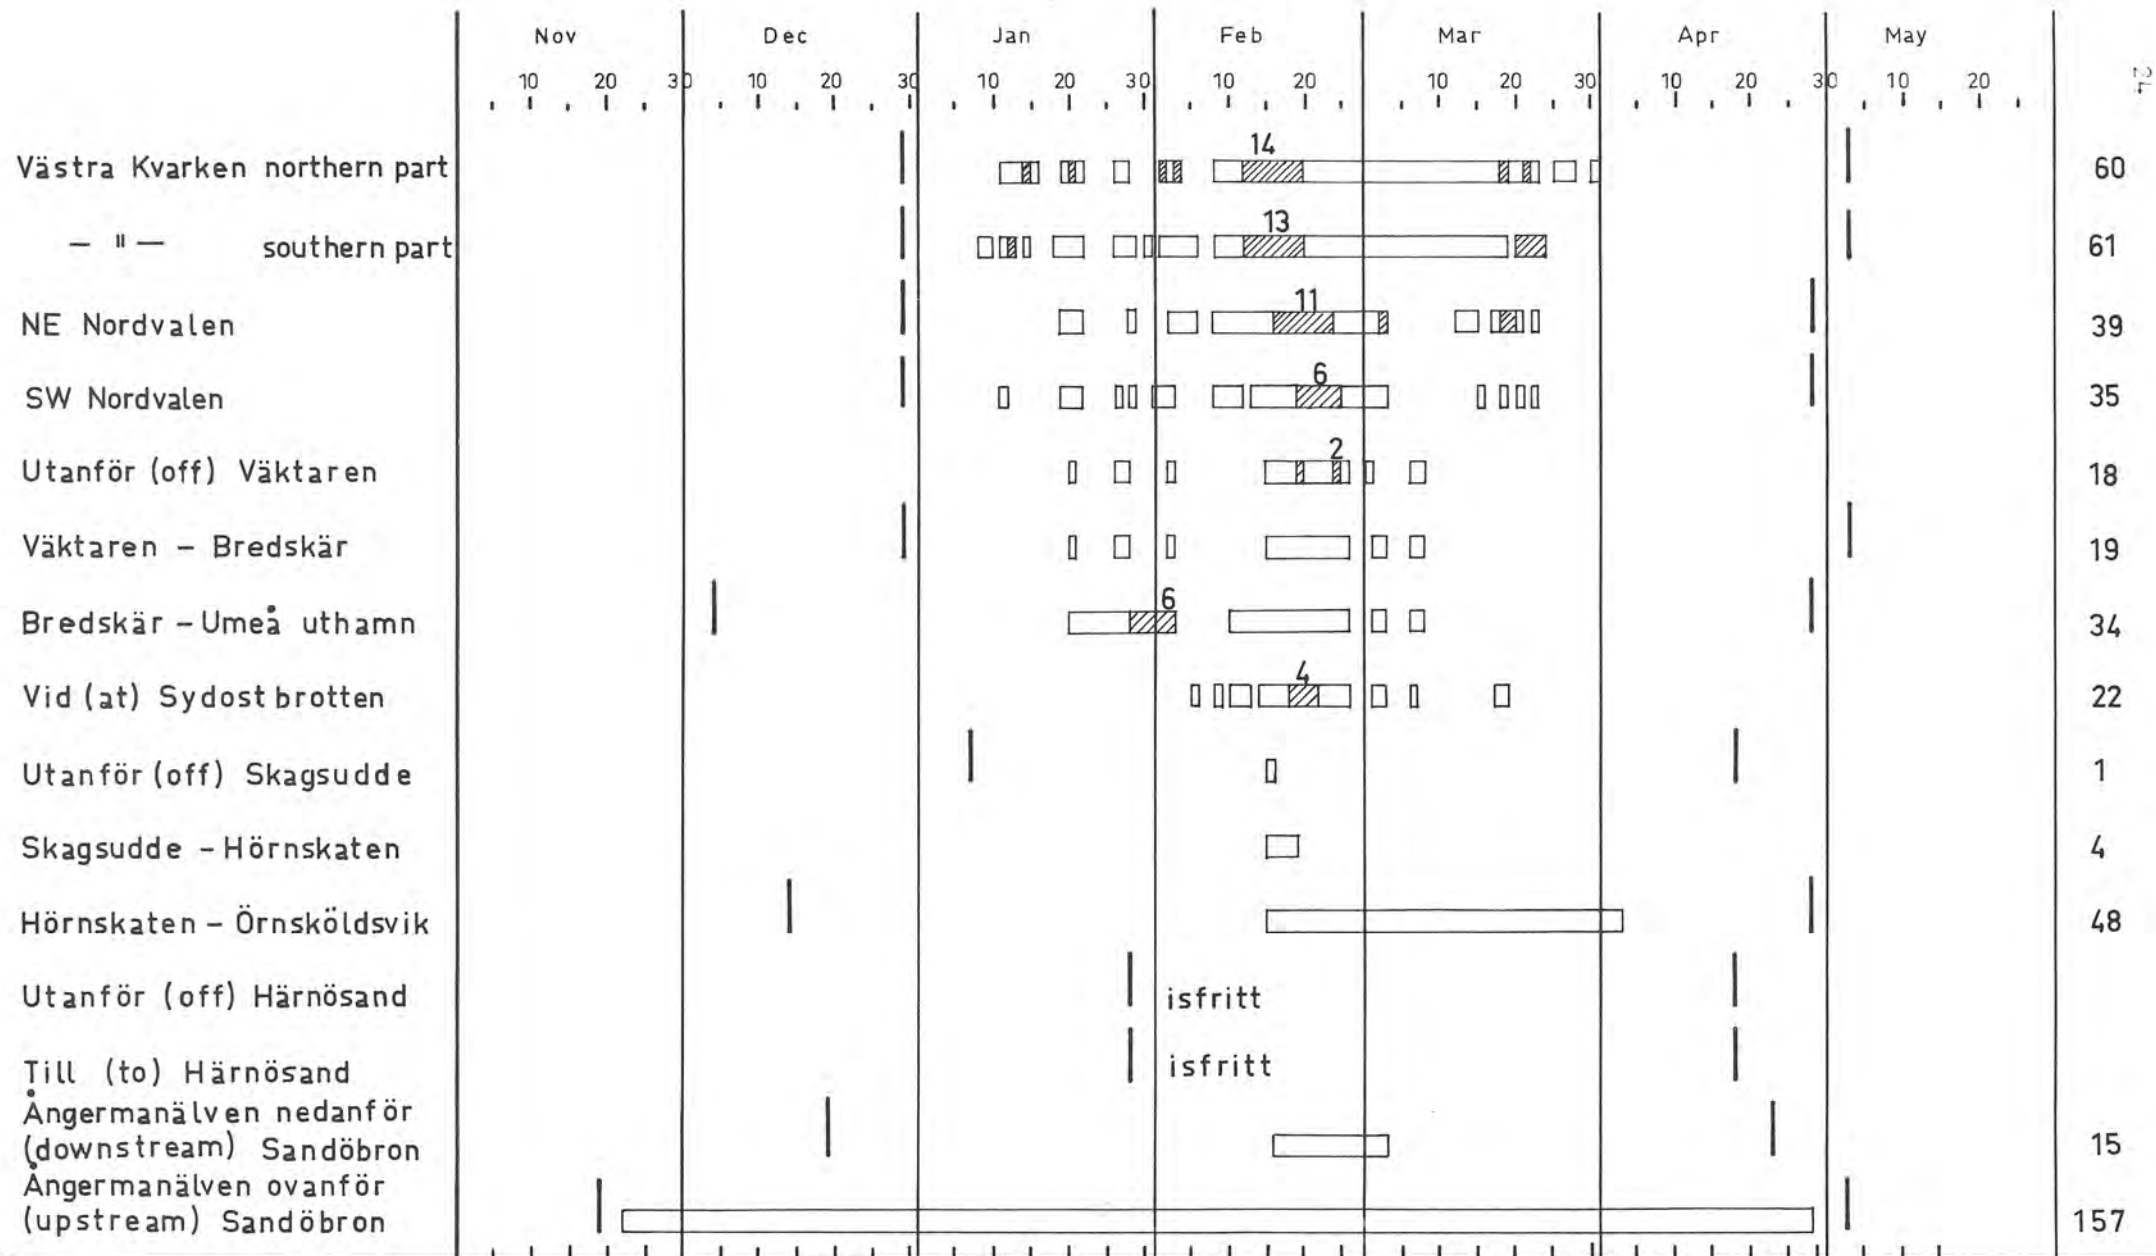 Nov Dec Jan Feb Mar Apr May
10 20 30 10 20 30 10 20 30 10 20 10 20 30 10 20 30 10 20
24
14
Västra Kvarken northern part 60
13
— " — southern part 61
11
NE Nordvalen 39
6
SW Nordvalen 35
2
Utanför (off) Väktaren 18
Väktaren – Bredskär 19
6
Bredskär – Umeå uthamn 34
4
Vid (at) Sydostbrotten 22
Utanför (off) Skagsudde 1
Skagsudde – Hörnskaten 4
Hörnskaten – Örnsköldsvik 48
Utanför (off) Härnösand isfritt
Till (to) Härnösand isfritt
Ångermanälven nedanför
(downstream) Sandöbron 15
Ångermanälven ovanför
(upstream) Sandöbron 157